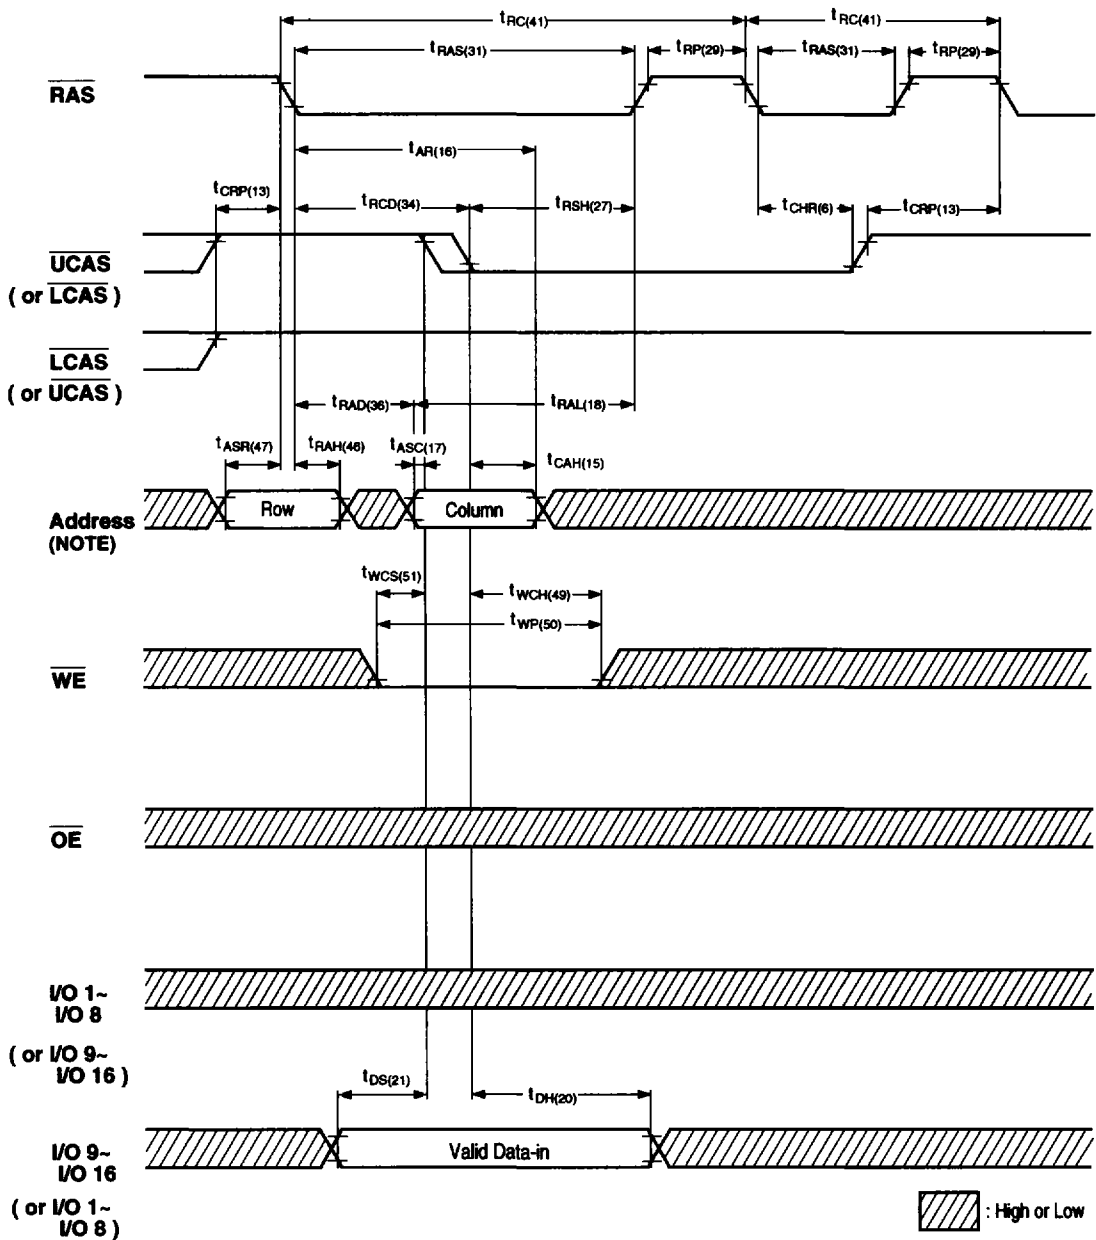 tRC(41) tRC(41)
tRAS(31) tRP(29) tRAS(31) tRP(29)
RAS
tAR(16)
tCRP(13) tRCD(34) tRSH(27) tCHR(6) tCRP(13)
UCAS
( or LCAS )
LCAS
( or UCAS )
tRAD(36) tRAL(18)
tASR(47) tRAH(46) tASC(17) tCAH(15)
Row Column
Address
(NOTE)
tWCS(51) tWCH(49)
tWP(50)
WE
OE
I/O 1~
I/O 8
( or I/O 9~
I/O 16 )
tDS(21) tDH(20)
I/O 9~
I/O 16
Valid Data-in
( or I/O 1~
I/O 8 )
: High or Low